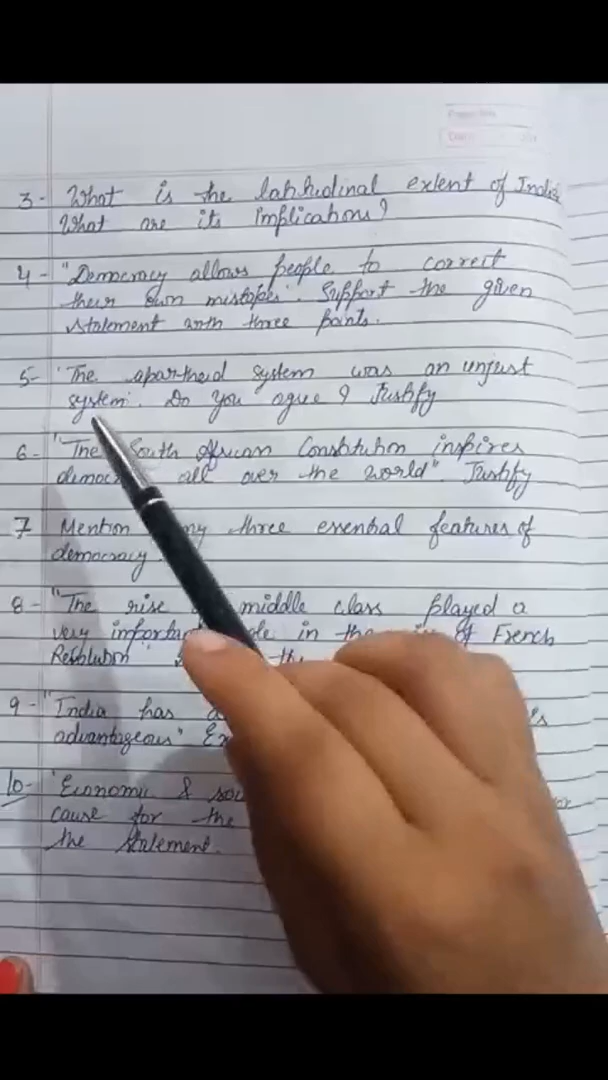 3- What is the latitudinal extent of India
What are its implications?
4- "Democracy allows people to correct
their own mistakes". Support the given
statement with three points.
5- 'The apartheid system was an unjust
system'. Do you agree? Justify
6- "The South African Constitution inspires
all over the world". Justify
7 Mention three essential features of
democracy.
8- "The rise middle class played a
very in the of French
Revolution"
9- "India has
advantageous"
10- 'Economic &
cause for the
the statement.